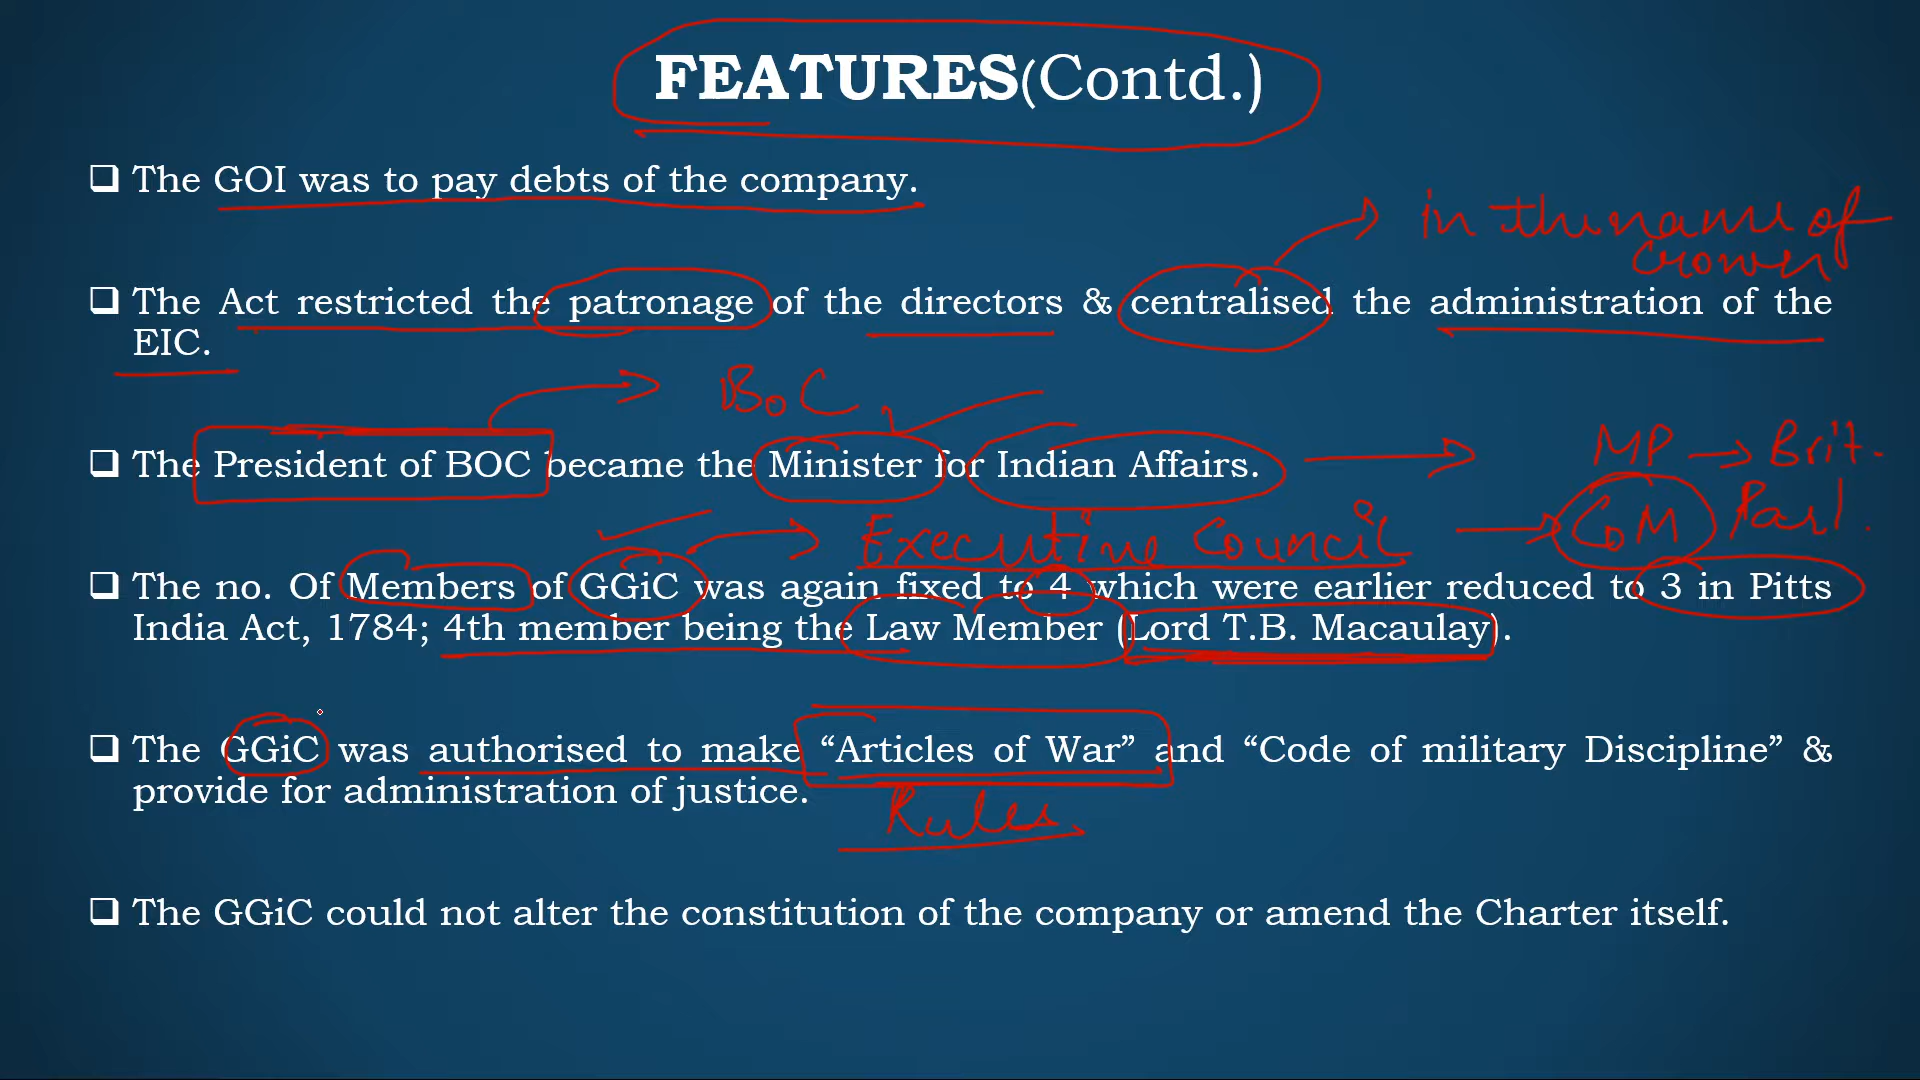 FEATURES(Contd.)
❑ The GOI was to pay debts of the company.
in the name of
crown
❑ The Act restricted the patronage of the directors & centralised the administration of the
EIC.
BOC
❑ The President of BOC became the Minister for Indian Affairs.
MP → Brit.
Parl.
Executive Council → COM
❑ The no. Of Members of GGiC was again fixed to 4 which were earlier reduced to 3 in Pitts
India Act, 1784; 4th member being the Law Member (Lord T.B. Macaulay).
❑ The GGiC was authorised to make “Articles of War” and “Code of military Discipline” &
provide for administration of justice.
Rules
❑ The GGiC could not alter the constitution of the company or amend the Charter itself.